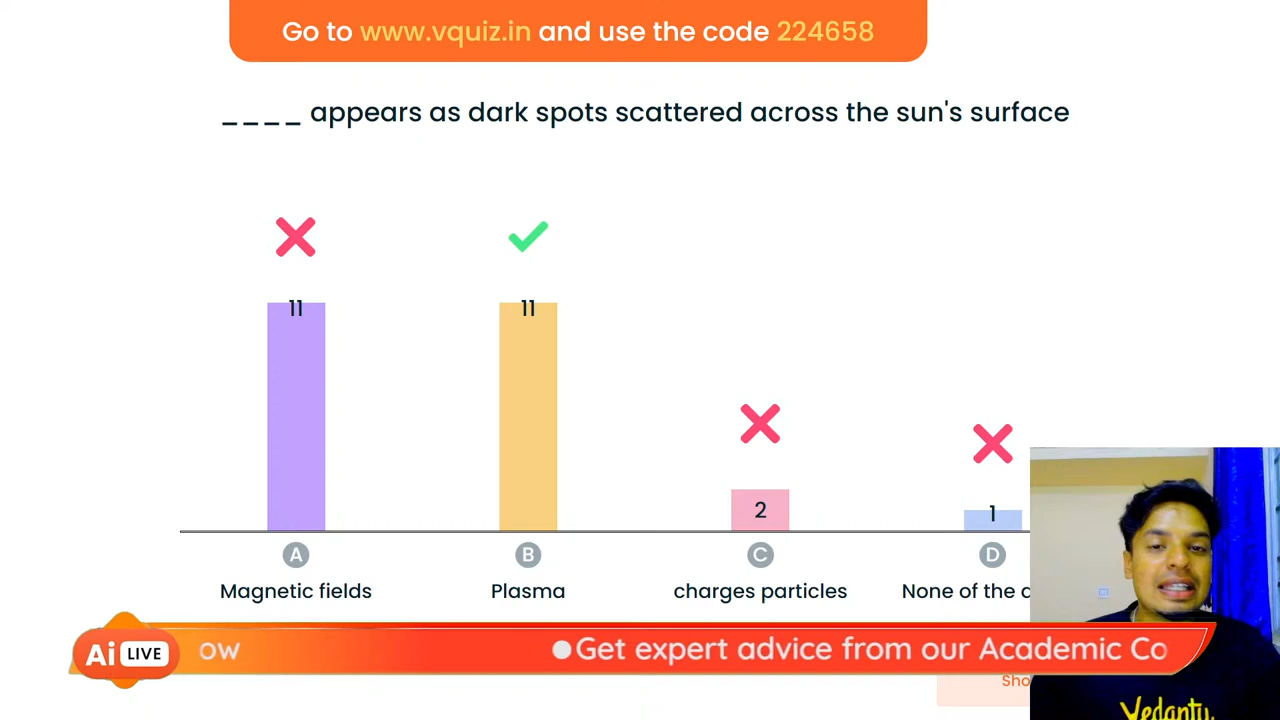 Go to www.vquiz.in and use the code 224658
____ appears as dark spots scattered across the sun's surface
11
11
2
1
A
B
C
D
Magnetic fields
Plasma
charges particles
None of the a
Ai LIVE
OW
Get expert advice from our Academic Co
Sho
Vedantu